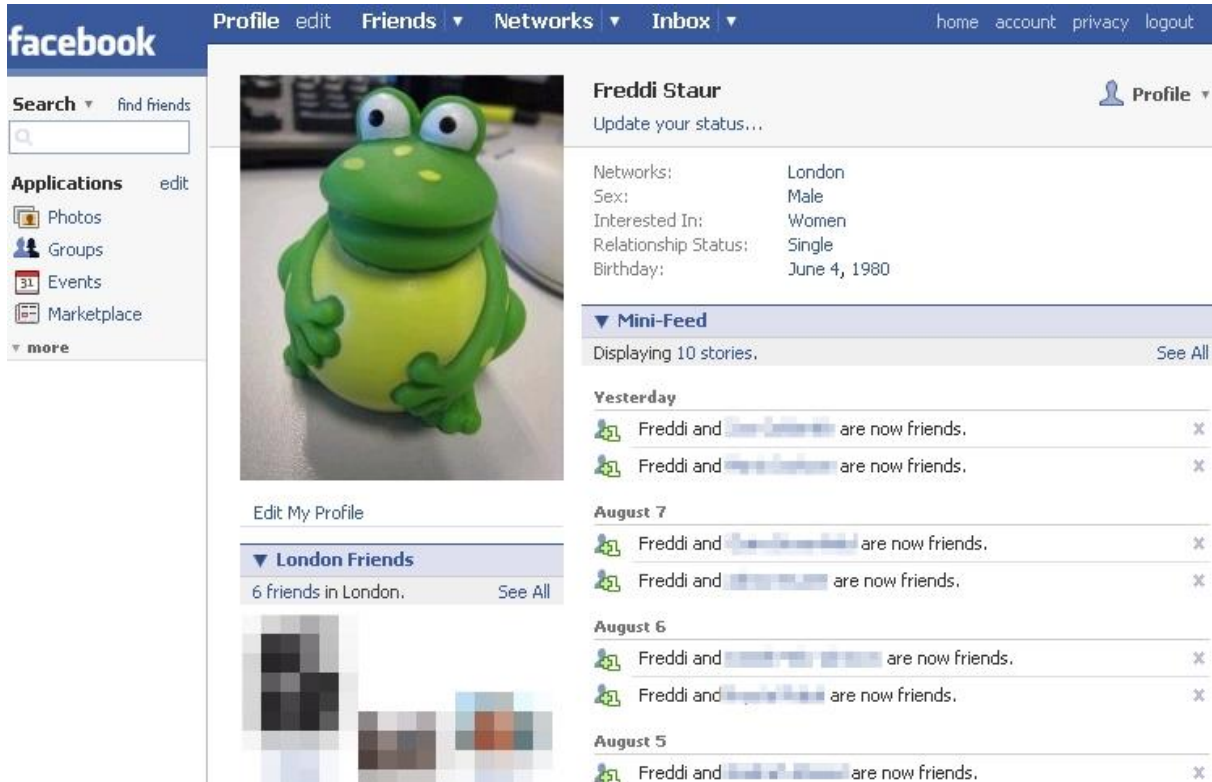 Profile edit Friends Networks Inbox home account privacy logout
facebook
Search find friends
Applications edit
Photos
Groups
31 Events
Marketplace
more
Edit My Profile
London Friends
6 friends in London. See All
Freddi Staur Profile
Update your status...
Networks: London
Sex: Male
Interested In: Women
Relationship Status: Single
Birthday: June 4, 1980
Mini-Feed
Displaying 10 stories. See All
Yesterday
Freddi and are now friends.
Freddi and are now friends.
August 7
Freddi and are now friends.
Freddi and are now friends.
August 6
Freddi and are now friends.
Freddi and are now friends.
August 5
Freddi and are now friends.